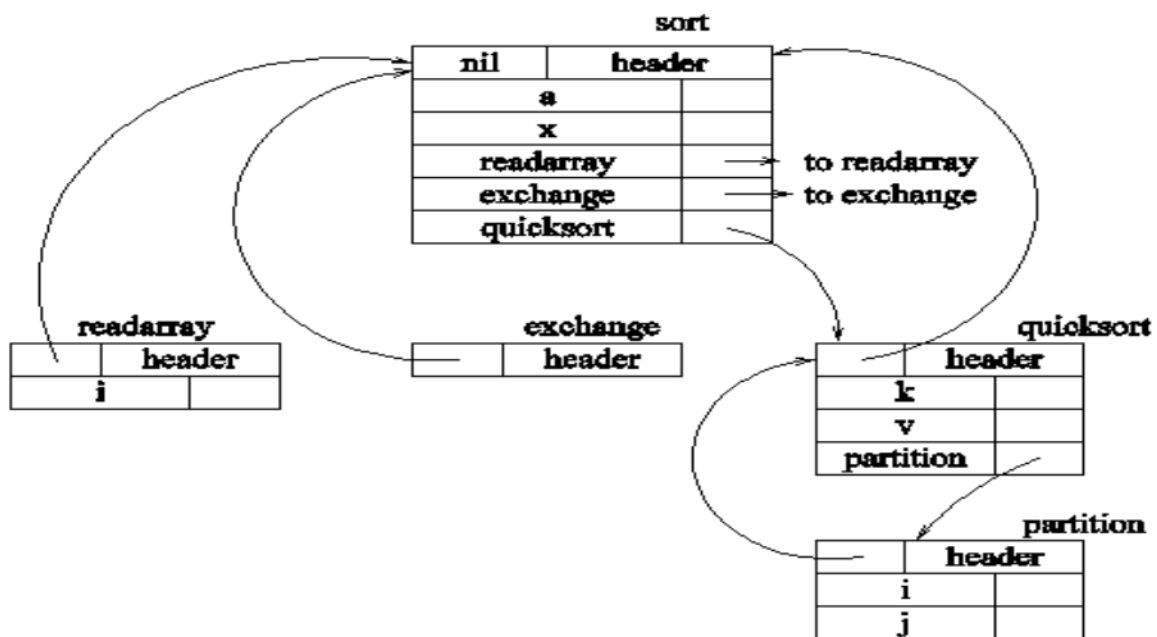 sort
nil header
a
x
readarray to readarray
exchange to exchange
quicksort
readarray exchange quicksort
header header header
i k
v
partition
partition
header
i
j